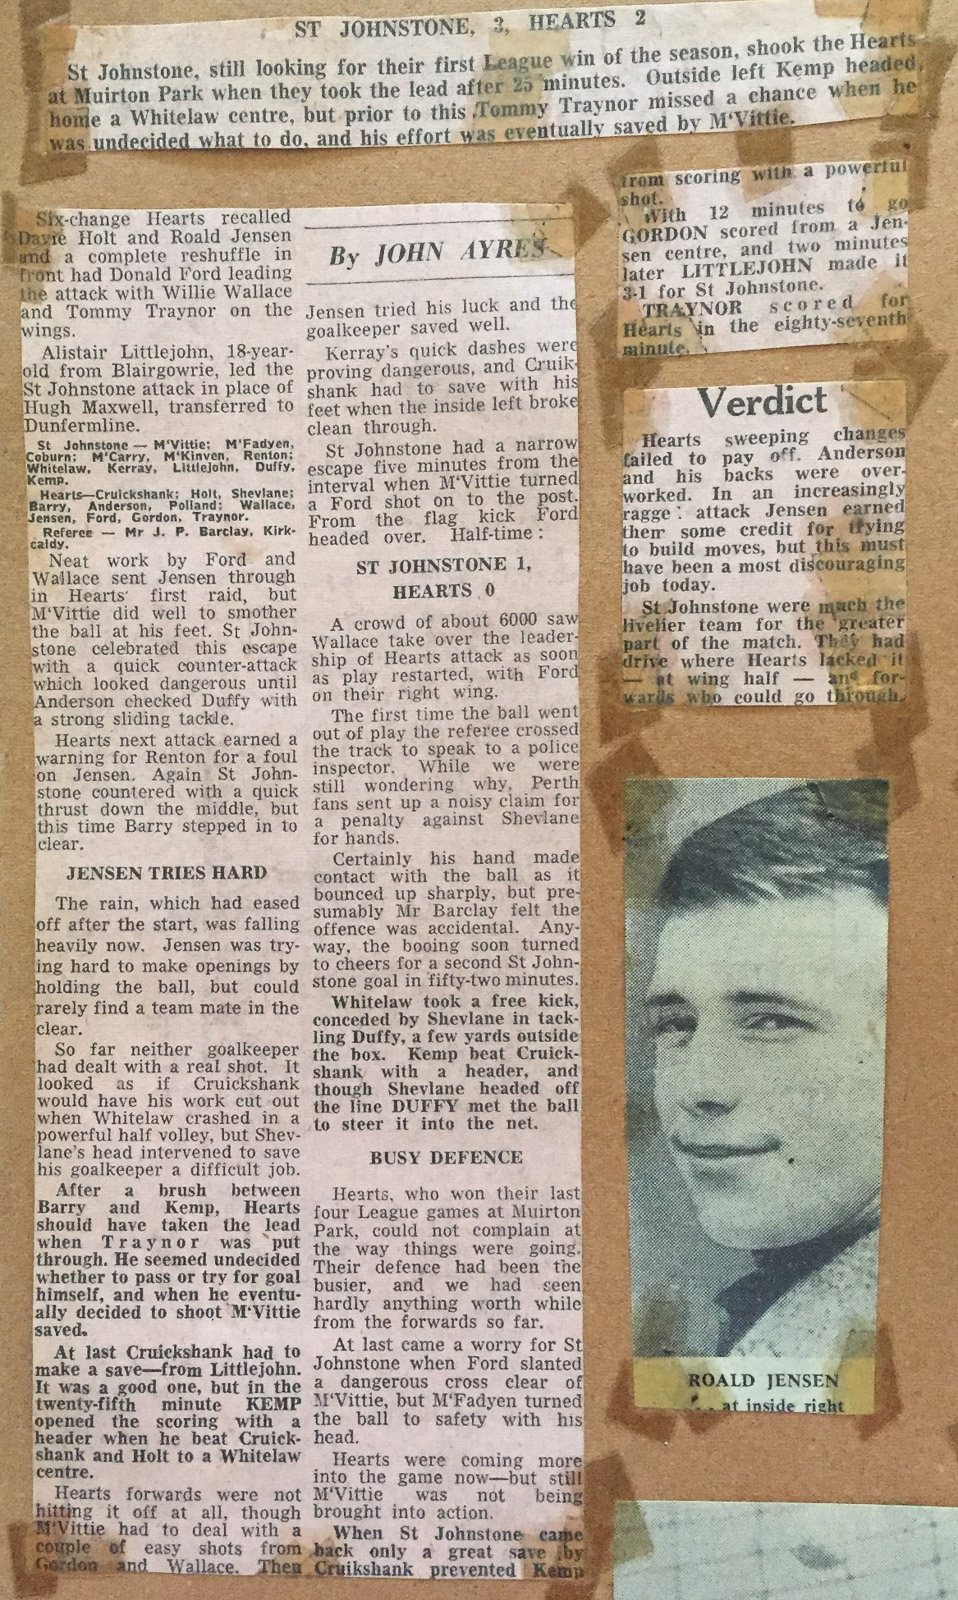 ST JOHNSTONE, 3, HEARTS 2
St Johnstone, still looking for their first League win of the season, shook the Hearts
at Muirton Park when they took the lead after 25 minutes. Outside left Kemp headed
home a Whitelaw centre, but prior to this Tommy Traynor missed a chance when he
was undecided what to do, and his effort was eventually saved by M'Vittie.
Six-change Hearts recalled
Davie Holt and Roald Jensen
and a complete reshuffle in
front had Donald Ford leading
the attack with Willie Wallace
and Tommy Traynor on the
wings.
Alistair Littlejohn, 18-year-
old from Blairgowrie, led the
St Johnstone attack in place of
Hugh Maxwell, transferred to
Dunfermline.
St Johnstone — M'Vittie; M'Fadyen,
Coburn; M'Carry, M'Kinven, Renton;
Whitelaw, Kerray, Littlejohn, Duffy,
Kemp.
Hearts—Cruickshank; Holt, Shevlane;
Barry, Anderson, Polland; Wallace,
Jensen, Ford, Gordon, Traynor.
Referee — Mr J. P. Barclay, Kirk-
caldy.
Neat work by Ford and
Wallace sent Jensen through
in Hearts' first raid, but
M'Vittie did well to smother
the ball at his feet. St John-
stone celebrated this escape
with a quick counter-attack
which looked dangerous until
Anderson checked Duffy with
a strong sliding tackle.
Hearts next attack earned a
warning for Renton for a foul
on Jensen. Again St John-
stone countered with a quick
thrust down the middle, but
this time Barry stepped in to
clear.
JENSEN TRIES HARD
The rain, which had eased
off after the start, was falling
heavily now. Jensen was try-
ing hard to make openings by
holding the ball, but could
rarely find a team mate in the
clear.
So far neither goalkeeper
had dealt with a real shot. It
looked as if Cruickshank
would have his work cut out
when Whitelaw crashed in a
powerful half volley, but Shev-
lane's head intervened to save
his goalkeeper a difficult job.
After a brush between
Barry and Kemp, Hearts
should have taken the lead
when Traynor was put
through. He seemed undecided
whether to pass or try for goal
himself, and when he eventu-
ally decided to shoot M'Vittie
saved.
At last Cruickshank had to
make a save—from Littlejohn.
It was a good one, but in the
twenty-fifth minute KEMP
opened the scoring with a
header when he beat Cruick-
shank and Holt to a Whitelaw
centre.
Hearts forwards were not
hitting it off at all, though
M'Vittie had to deal with a
couple of easy shots from
Gordon and Wallace. Then
By JOHN AYRES
Jensen tried his luck and the
goalkeeper saved well.
Kerray's quick dashes were
proving dangerous, and Cruik-
shank had to save with his
feet when the inside left broke
clean through.
St Johnstone had a narrow
escape five minutes from the
interval when M'Vittie turned
a Ford shot on to the post.
From the flag kick Ford
headed over. Half-time:
ST JOHNSTONE 1,
HEARTS 0
A crowd of about 6000 saw
Wallace take over the leader-
ship of Hearts attack as soon
as play restarted, with Ford
on their right wing.
The first time the ball went
out of play the referee crossed
the track to speak to a police
inspector. While we were
still wondering why, Perth
fans sent up a noisy claim for
a penalty against Shevlane
for hands.
Certainly his hand made
contact with the ball as it
bounced up sharply, but pre-
sumably Mr Barclay felt the
offence was accidental. Any-
way, the booing soon turned
to cheers for a second St John-
stone goal in fifty-two minutes.
Whitelaw took a free kick,
conceded by Shevlane in tack-
ling Duffy, a few yards outside
the box. Kemp beat Cruick-
shank with a header, and
though Shevlane headed off
the line DUFFY met the ball
to steer it into the net.
BUSY DEFENCE
Hearts, who won their last
four League games at Muirton
Park, could not complain at
the way things were going.
Their defence had been the
busier, and we had seen
hardly anything worth while
from the forwards so far.
At last came a worry for St
Johnstone when Ford slanted
a dangerous cross clear of
M'Vittie, but M'Fadyen turned
the ball to safety with his
head.
Hearts were coming more
into the game now—but still
M'Vittie was not being
brought into action.
When St Johnstone came
back only a great save by
Cruikshank prevented Kemp
from scoring with a powerful
shot.
With 12 minutes to go
GORDON scored from a Jen-
sen centre, and two minutes
later LITTLEJOHN made it
3-1 for St Johnstone.
TRAYNOR scored for
Hearts in the eighty-seventh
minute.
Verdict
Hearts sweeping changes
failed to pay off. Anderson
and his backs were over-
worked. In an increasingly
ragge: attack Jensen earned
them some credit for trying
to build moves, but this must
have been a most discouraging
job today.
St Johnstone were much the
livelier team for the greater
part of the match. They had
drive where Hearts lacked it
— at wing half — and for-
wards who could go through.
ROALD JENSEN
. . at inside right